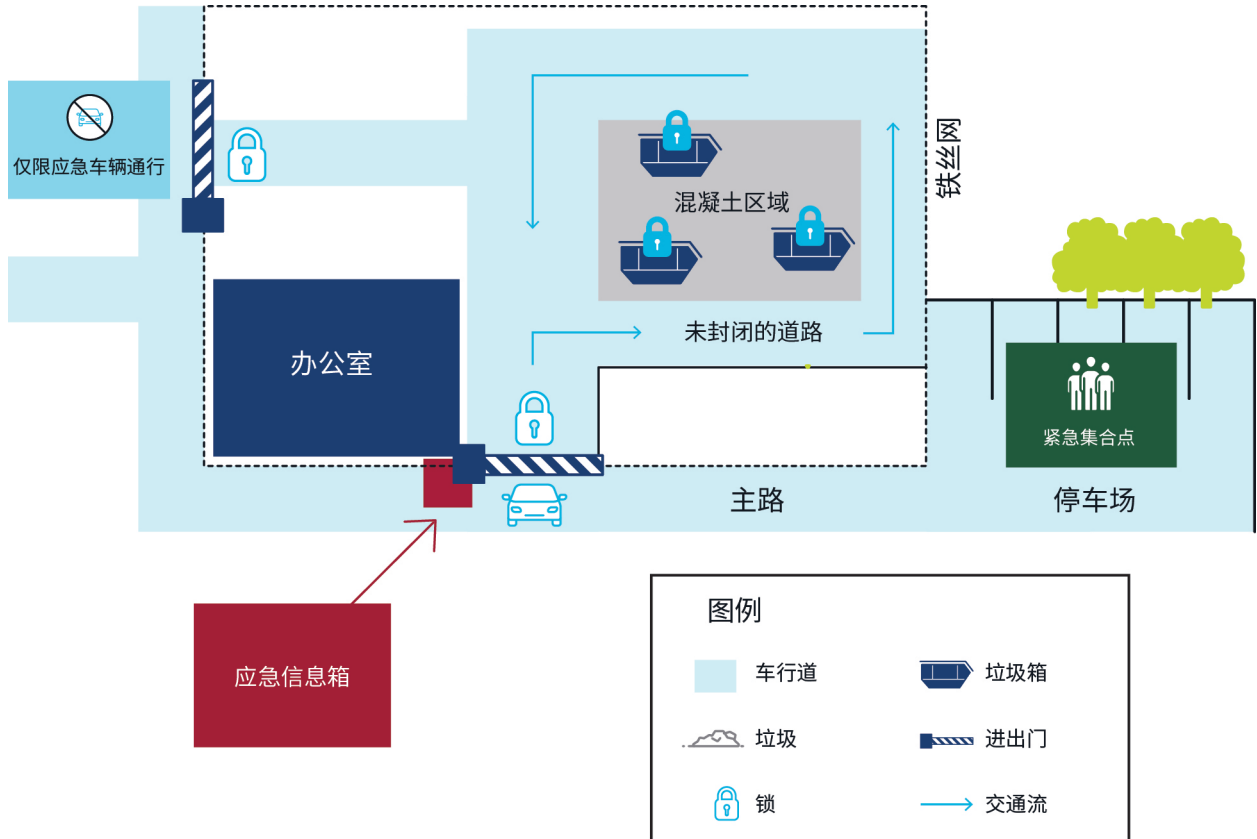 仅限应急车辆通行
混凝土区域
铁丝网
未封闭的道路
办公室
紧急集合点
主路
停车场
应急信息箱
图例
车行道
垃圾箱
垃圾
进出门
锁
交通流